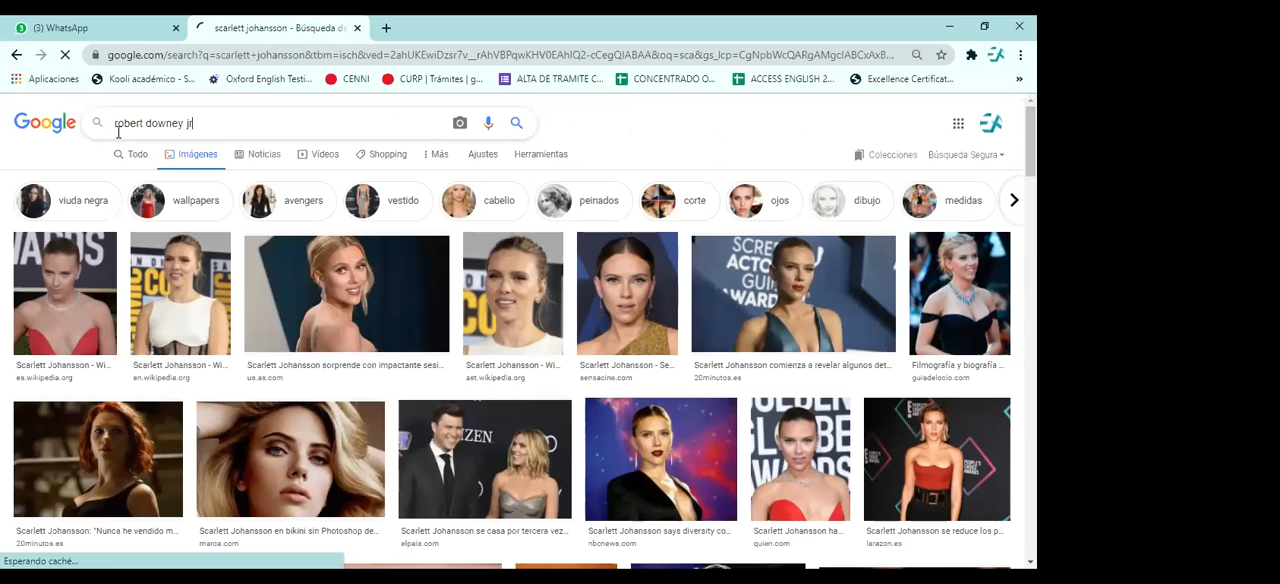 (3) WhatsApp
scarlett johansson - Búsqueda de
google.com/search?q=scarlett+johansson&tbm=isch&ved=2ahUKEwiDzsr7v__rAhVBPqwKHV0EAhIQ2-cCegQIABAA&oq=sca&gs_lcp=CgNpbWcQARgAMgcIABCxAxB...
Aplicaciones
Kooli académico - S...
Oxford English Testi...
CENNI
CURP | Trámites | g...
ALTA DE TRAMITE C...
CONCENTRADO O...
ACCESS ENGLISH 2...
Excellence Certificat...
»
Google
robert downey jr
Todo
Imágenes
Noticias
Vídeos
Shopping
Más
Ajustes
Herramientas
Colecciones
Búsqueda Segura
viuda negra
wallpapers
avengers
vestido
cabello
peinados
corte
ojos
dibujo
medidas
Scarlett Johansson - Wi...
es.wikipedia.org
Scarlett Johansson - Wi...
en.wikipedia.org
Scarlett Johansson sorprende con impactante sesi...
us.as.com
Scarlett Johansson - Wi...
ast.wikipedia.org
Scarlett Johansson - Se...
sensacine.com
Scarlett Johansson comienza a revelar algunos det...
20minutos.es
Filmografía y biografía ...
guiadelocio.com
Scarlett Johansson: "Nunca he vendido m...
20minutos.es
Scarlett Johansson en bikini sin Photoshop de...
marca.com
Scarlett Johansson se casa por tercera vez...
elpais.com
Scarlett Johansson says diversity co...
nbcnews.com
Scarlett Johansson ha...
quien.com
Scarlett Johansson se reduce los p...
larazon.es
Esperando caché...